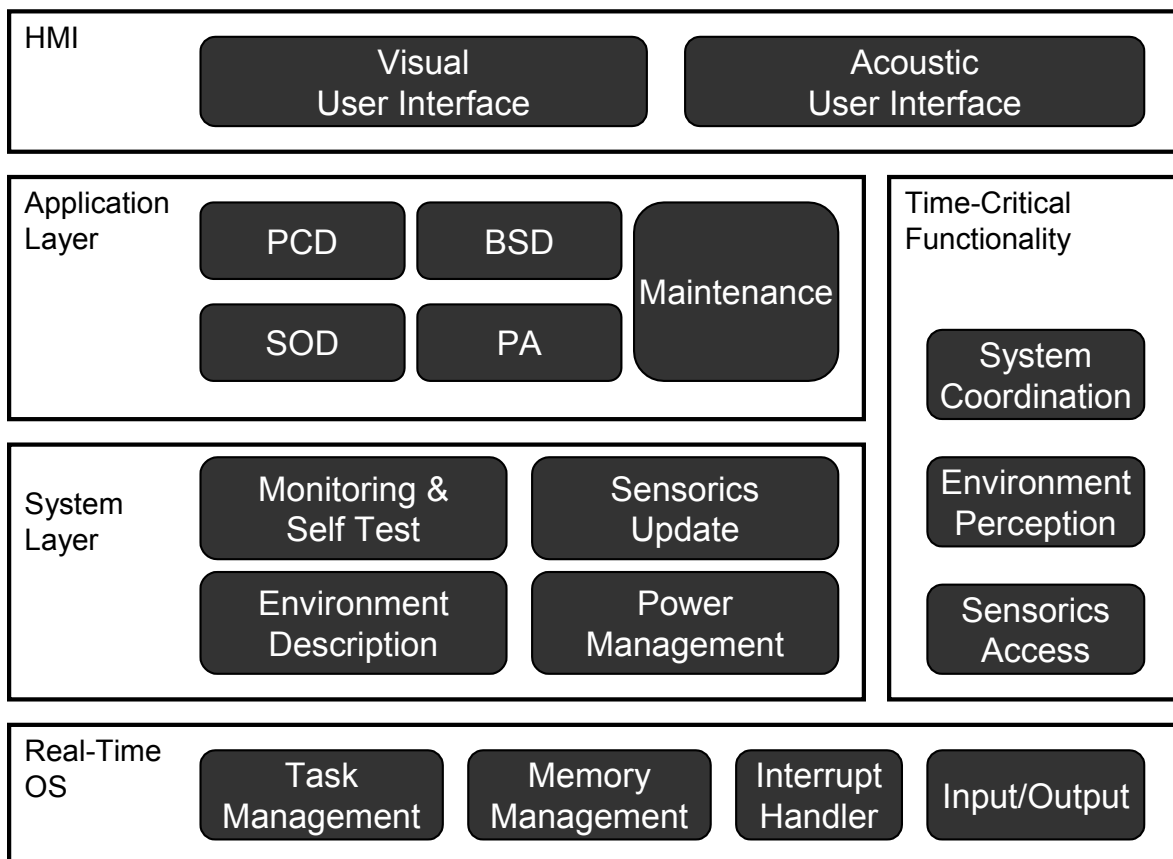 HMI
Visual
User Interface
Acoustic
User Interface
Application
Layer
PCD
BSD
SOD
PA
Maintenance
Time-Critical
Functionality
System
Coordination
Environment
Perception
Sensorics
Access
System
Layer
Monitoring &
Self Test
Sensorics
Update
Environment
Description
Power
Management
Real-Time
OS
Task
Management
Memory
Management
Interrupt
Handler
Input/Output